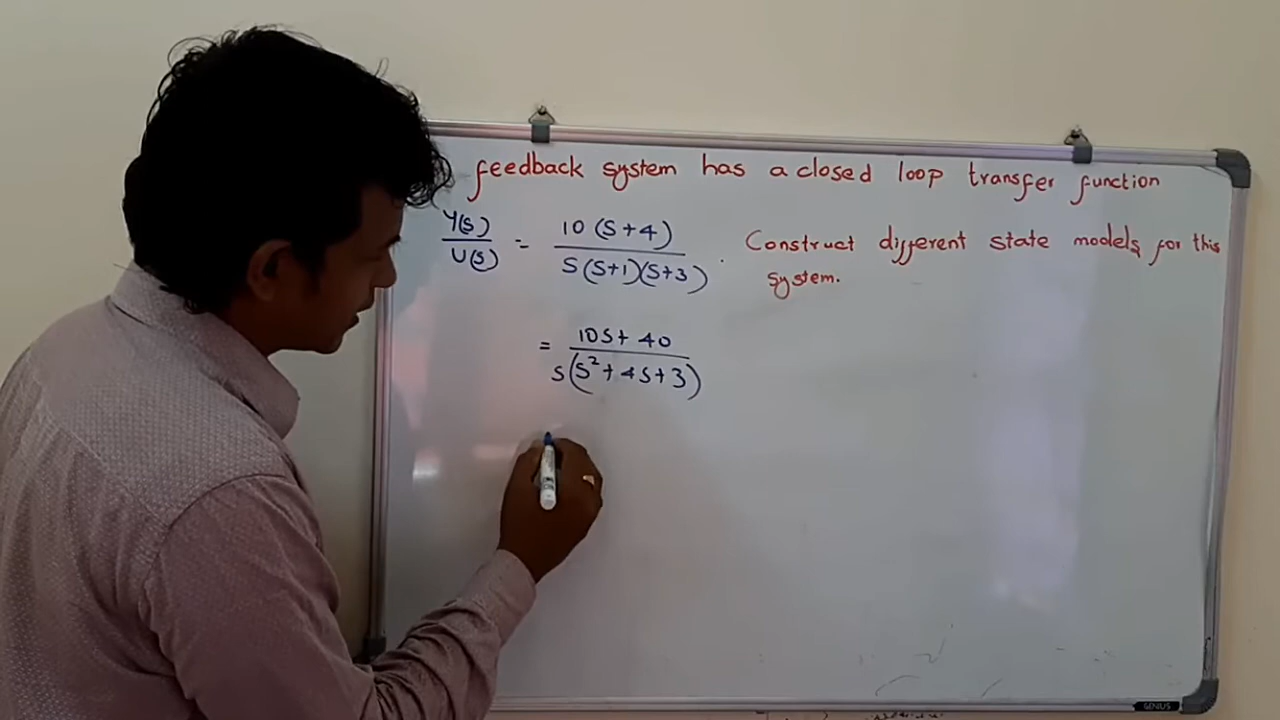 feedback system has a closed loop transfer function
Y(s)/U(s) = 10(s+4)/s(s+1)(s+3) . Construct different state models for this
system.
= 10s+40/s(s²+4s+3)
GENIUS